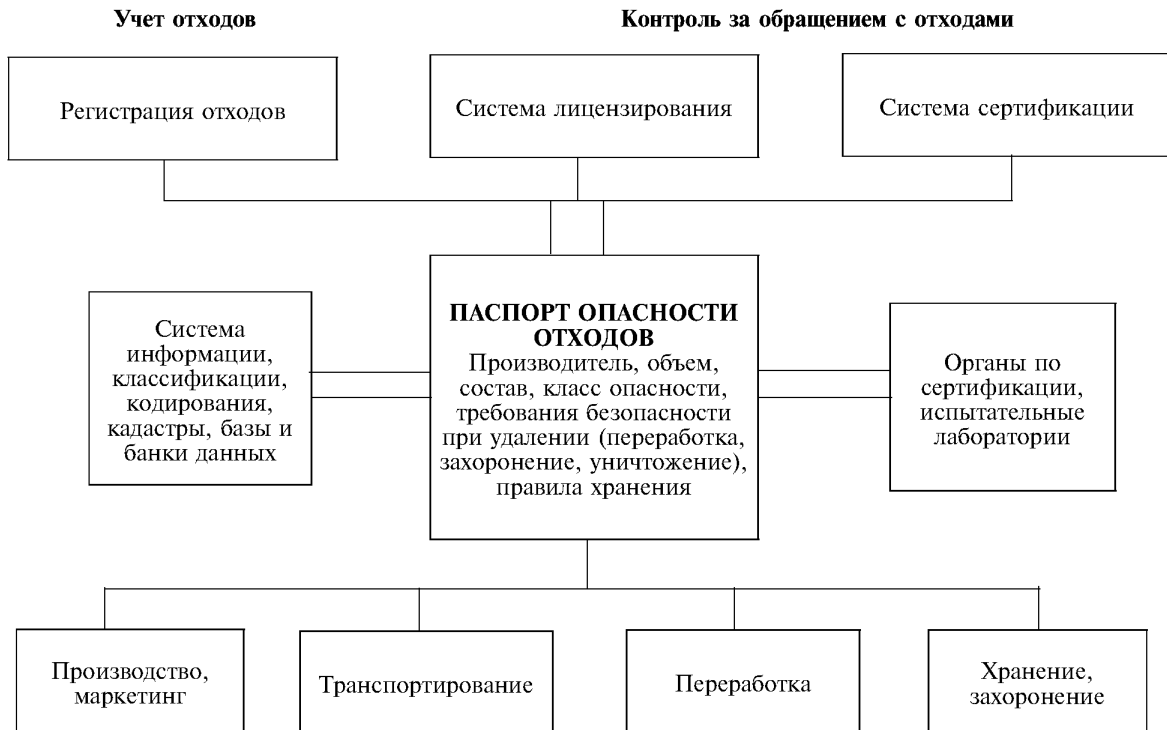 Учет отходов
Контроль за обращением с отходами
Регистрация отходов
Система лицензирования
Система сертификации
Система
информации,
классификации,
кодирования,
кадастры, базы и
банки данных
ПАСПОРТ ОПАСНОСТИ
ОТХОДОВ
Производитель, объем,
состав, класс опасности,
требования безопасности
при удалении (переработка,
захоронение, уничтожение),
правила хранения
Органы по
сертификации,
испытательные
лаборатории
Производство,
маркетинг
Транспортирование
Переработка
Хранение,
захоронение